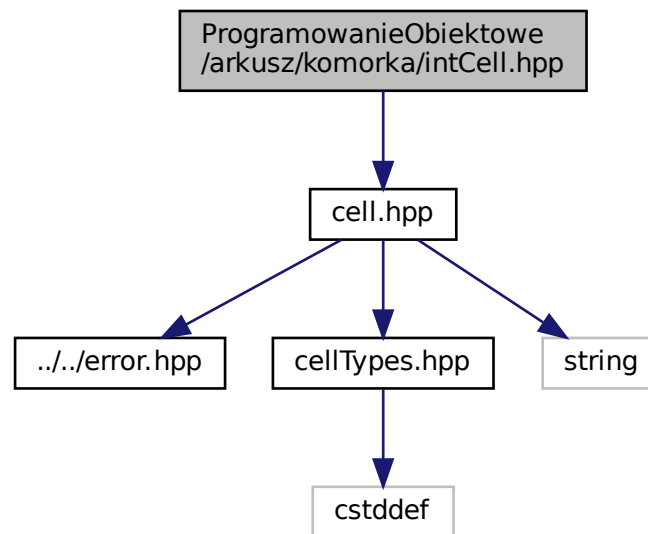 ProgramowanieObiektowe
/arkusz/komorka/intCell.hpp
cell.hpp
../../error.hpp
cellTypes.hpp
string
cstddef